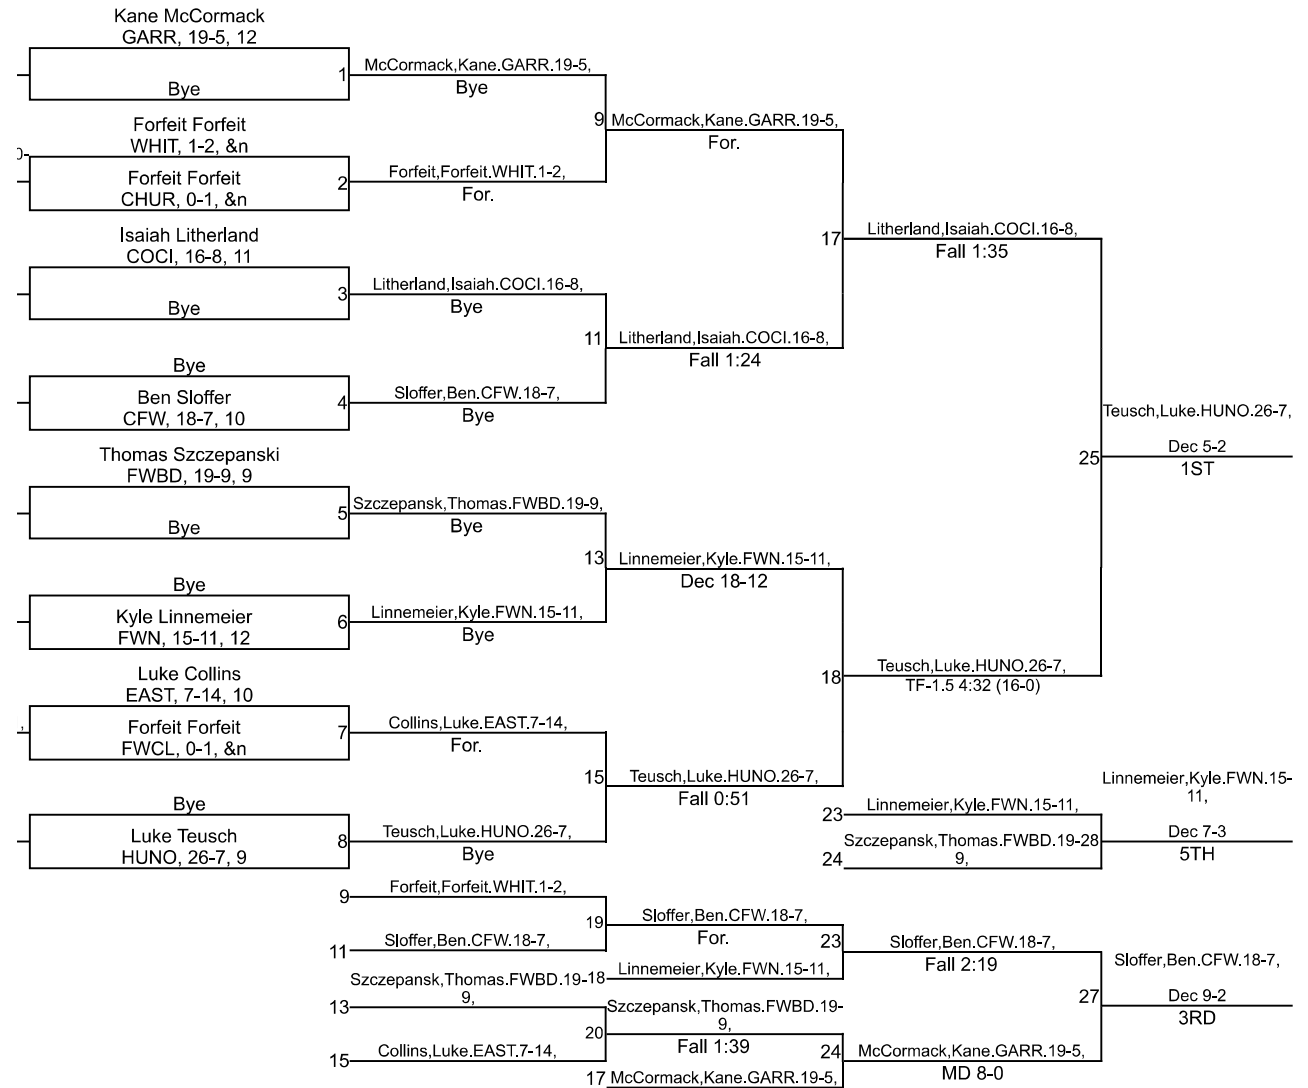 Kane McCormack
GARR, 19-5, 12
Bye
1
McCormack,Kane.GARR.19-5,
Bye
9
McCormack,Kane.GARR.19-5,
For.
Forfeit Forfeit
WHIT, 1-2, &n
0-
Forfeit Forfeit
CHUR, 0-1, &n
2
Forfeit,Forfeit.WHIT.1-2,
For.
17
Litherland,Isaiah.COCI.16-8,
Fall 1:35
Isaiah Litherland
COCI, 16-8, 11
Bye
3
Litherland,Isaiah.COCI.16-8,
Bye
11
Litherland,Isaiah.COCI.16-8,
Fall 1:24
Bye
Ben Sloffer
CFW, 18-7, 10
4
Sloffer,Ben.CFW.18-7,
Bye
25
Teusch,Luke.HUNO.26-7,
Dec 5-2
1ST
Thomas Szczepanski
FWBD, 19-9, 9
Bye
5
Szczepansk,Thomas.FWBD.19-9,
Bye
13
Linnemeier,Kyle.FWN.15-11,
Dec 18-12
Bye
Kyle Linnemeier
FWN, 15-11, 12
6
Linnemeier,Kyle.FWN.15-11,
Bye
18
Teusch,Luke.HUNO.26-7,
TF-1.5 4:32 (16-0)
Luke Collins
EAST, 7-14, 10
,
Forfeit Forfeit
FWCL, 0-1, &n
7
Collins,Luke.EAST.7-14,
For.
15
Teusch,Luke.HUNO.26-7,
Fall 0:51
Bye
Luke Teusch
HUNO, 26-7, 9
8
Teusch,Luke.HUNO.26-7,
Bye
23
Linnemeier,Kyle.FWN.15-11,
24
Szczepansk,Thomas.FWBD.19-
9,
28
Linnemeier,Kyle.FWN.15-
11,
Dec 7-3
5TH
9
Forfeit,Forfeit.WHIT.1-2,
11
Sloffer,Ben.CFW.18-7,
19
Sloffer,Ben.CFW.18-7,
For.
18
Linnemeier,Kyle.FWN.15-11,
23
Sloffer,Ben.CFW.18-7,
Fall 2:19
13
Szczepansk,Thomas.FWBD.19-
9,
15
Collins,Luke.EAST.7-14,
20
Szczepansk,Thomas.FWBD.19-
9,
Fall 1:39
17
McCormack,Kane.GARR.19-5,
24
McCormack,Kane.GARR.19-5,
MD 8-0
27
Sloffer,Ben.CFW.18-7,
Dec 9-2
3RD